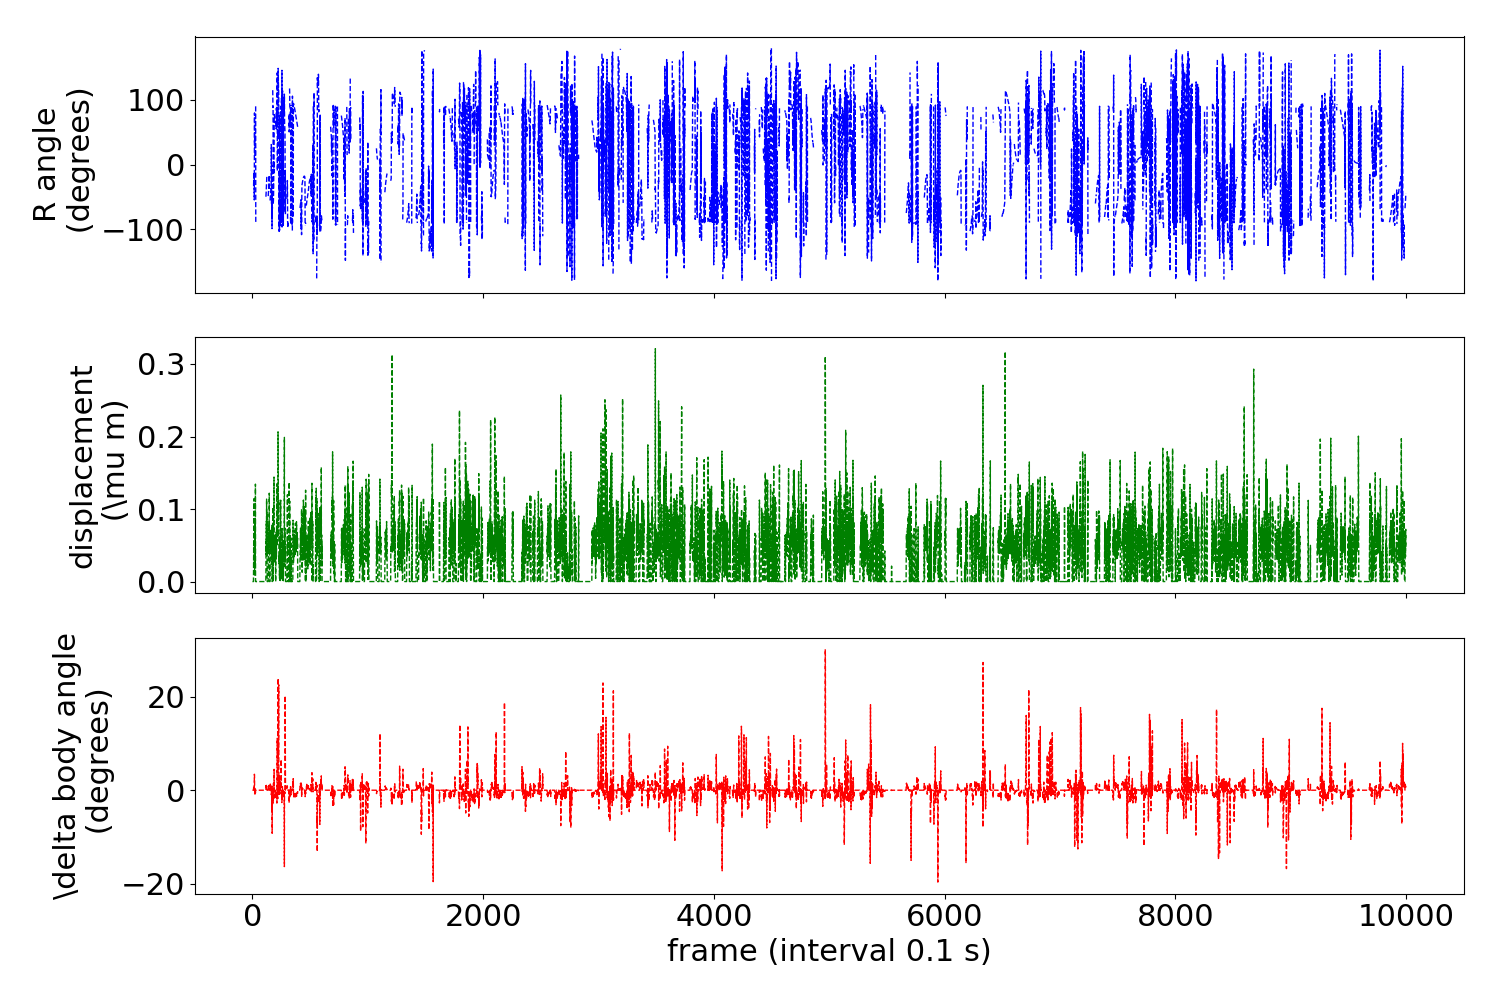 R angle
(degrees)
100
0
−100
displacement
(\mu m)
0.3
0.2
0.1
0.0
\delta body angle
(degrees)
20
0
−20
0 2000 4000 6000 8000 10000
frame (interval 0.1 s)